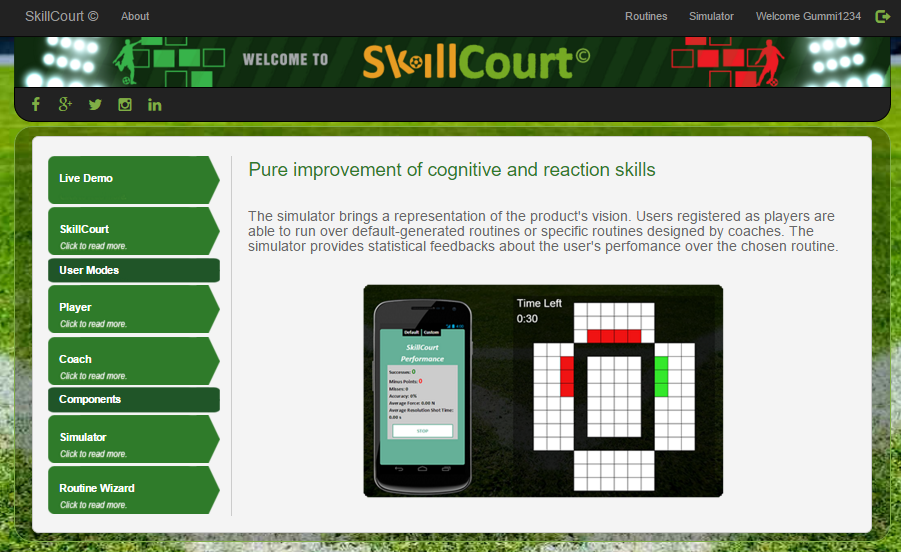 SkillCourt © About Routines Simulator Welcome Gummi1234
WELCOME TO SkillCourt©
Live Demo
SkillCourt
Click to read more.
User Modes
Player
Click to read more.
Coach
Click to read more.
Components
Simulator
Click to read more.
Routine Wizard
Click to read more.
Pure improvement of cognitive and reaction skills
The simulator brings a representation of the product's vision. Users registered as players are
able to run over default-generated routines or specific routines designed by coaches. The
simulator provides statistical feedbacks about the user's perfomance over the chosen routine.
Default Custom
SkillCourt
Performance
Successes: 0
Minus Points: 0
Misses: 0
Accuracy: 0%
Average Force: 0.00 N
Average Resolution Shot Time:
0.00 s
STOP
Time Left
0:30